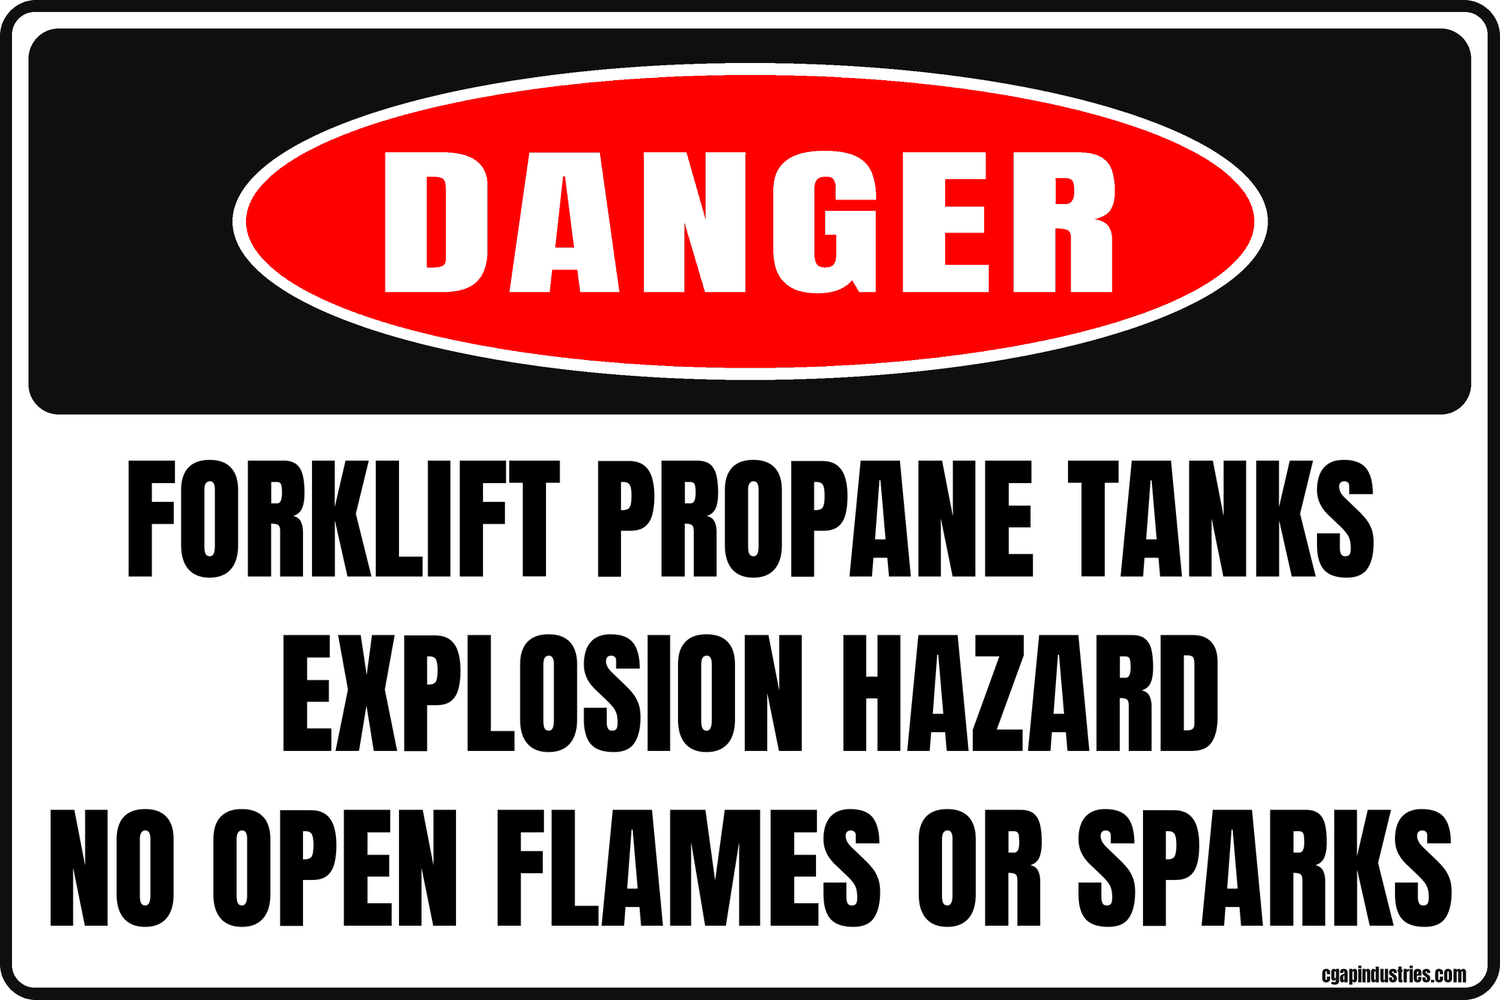 DANGER
FORKLIFT PROPANE TANKS
EXPLOSION HAZARD
NO OPEN FLAMES OR SPARKS
cgapindustries.com